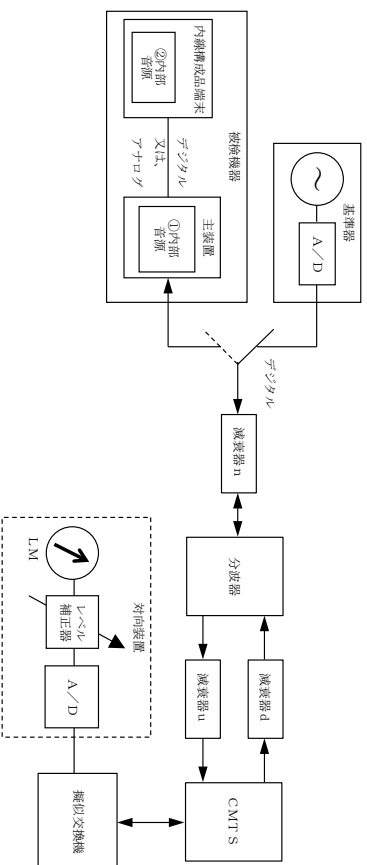 基準器
～
A／D
被検機器
主装置
①内部
音源
デジタル
又は、
アナログ
内線構成品端末
②内部
音源
デジタル
減衰器n
分波器
減衰器d
減衰器u
CMTS
擬似交換機
対向装置
LM
レベル
補正器
A／D